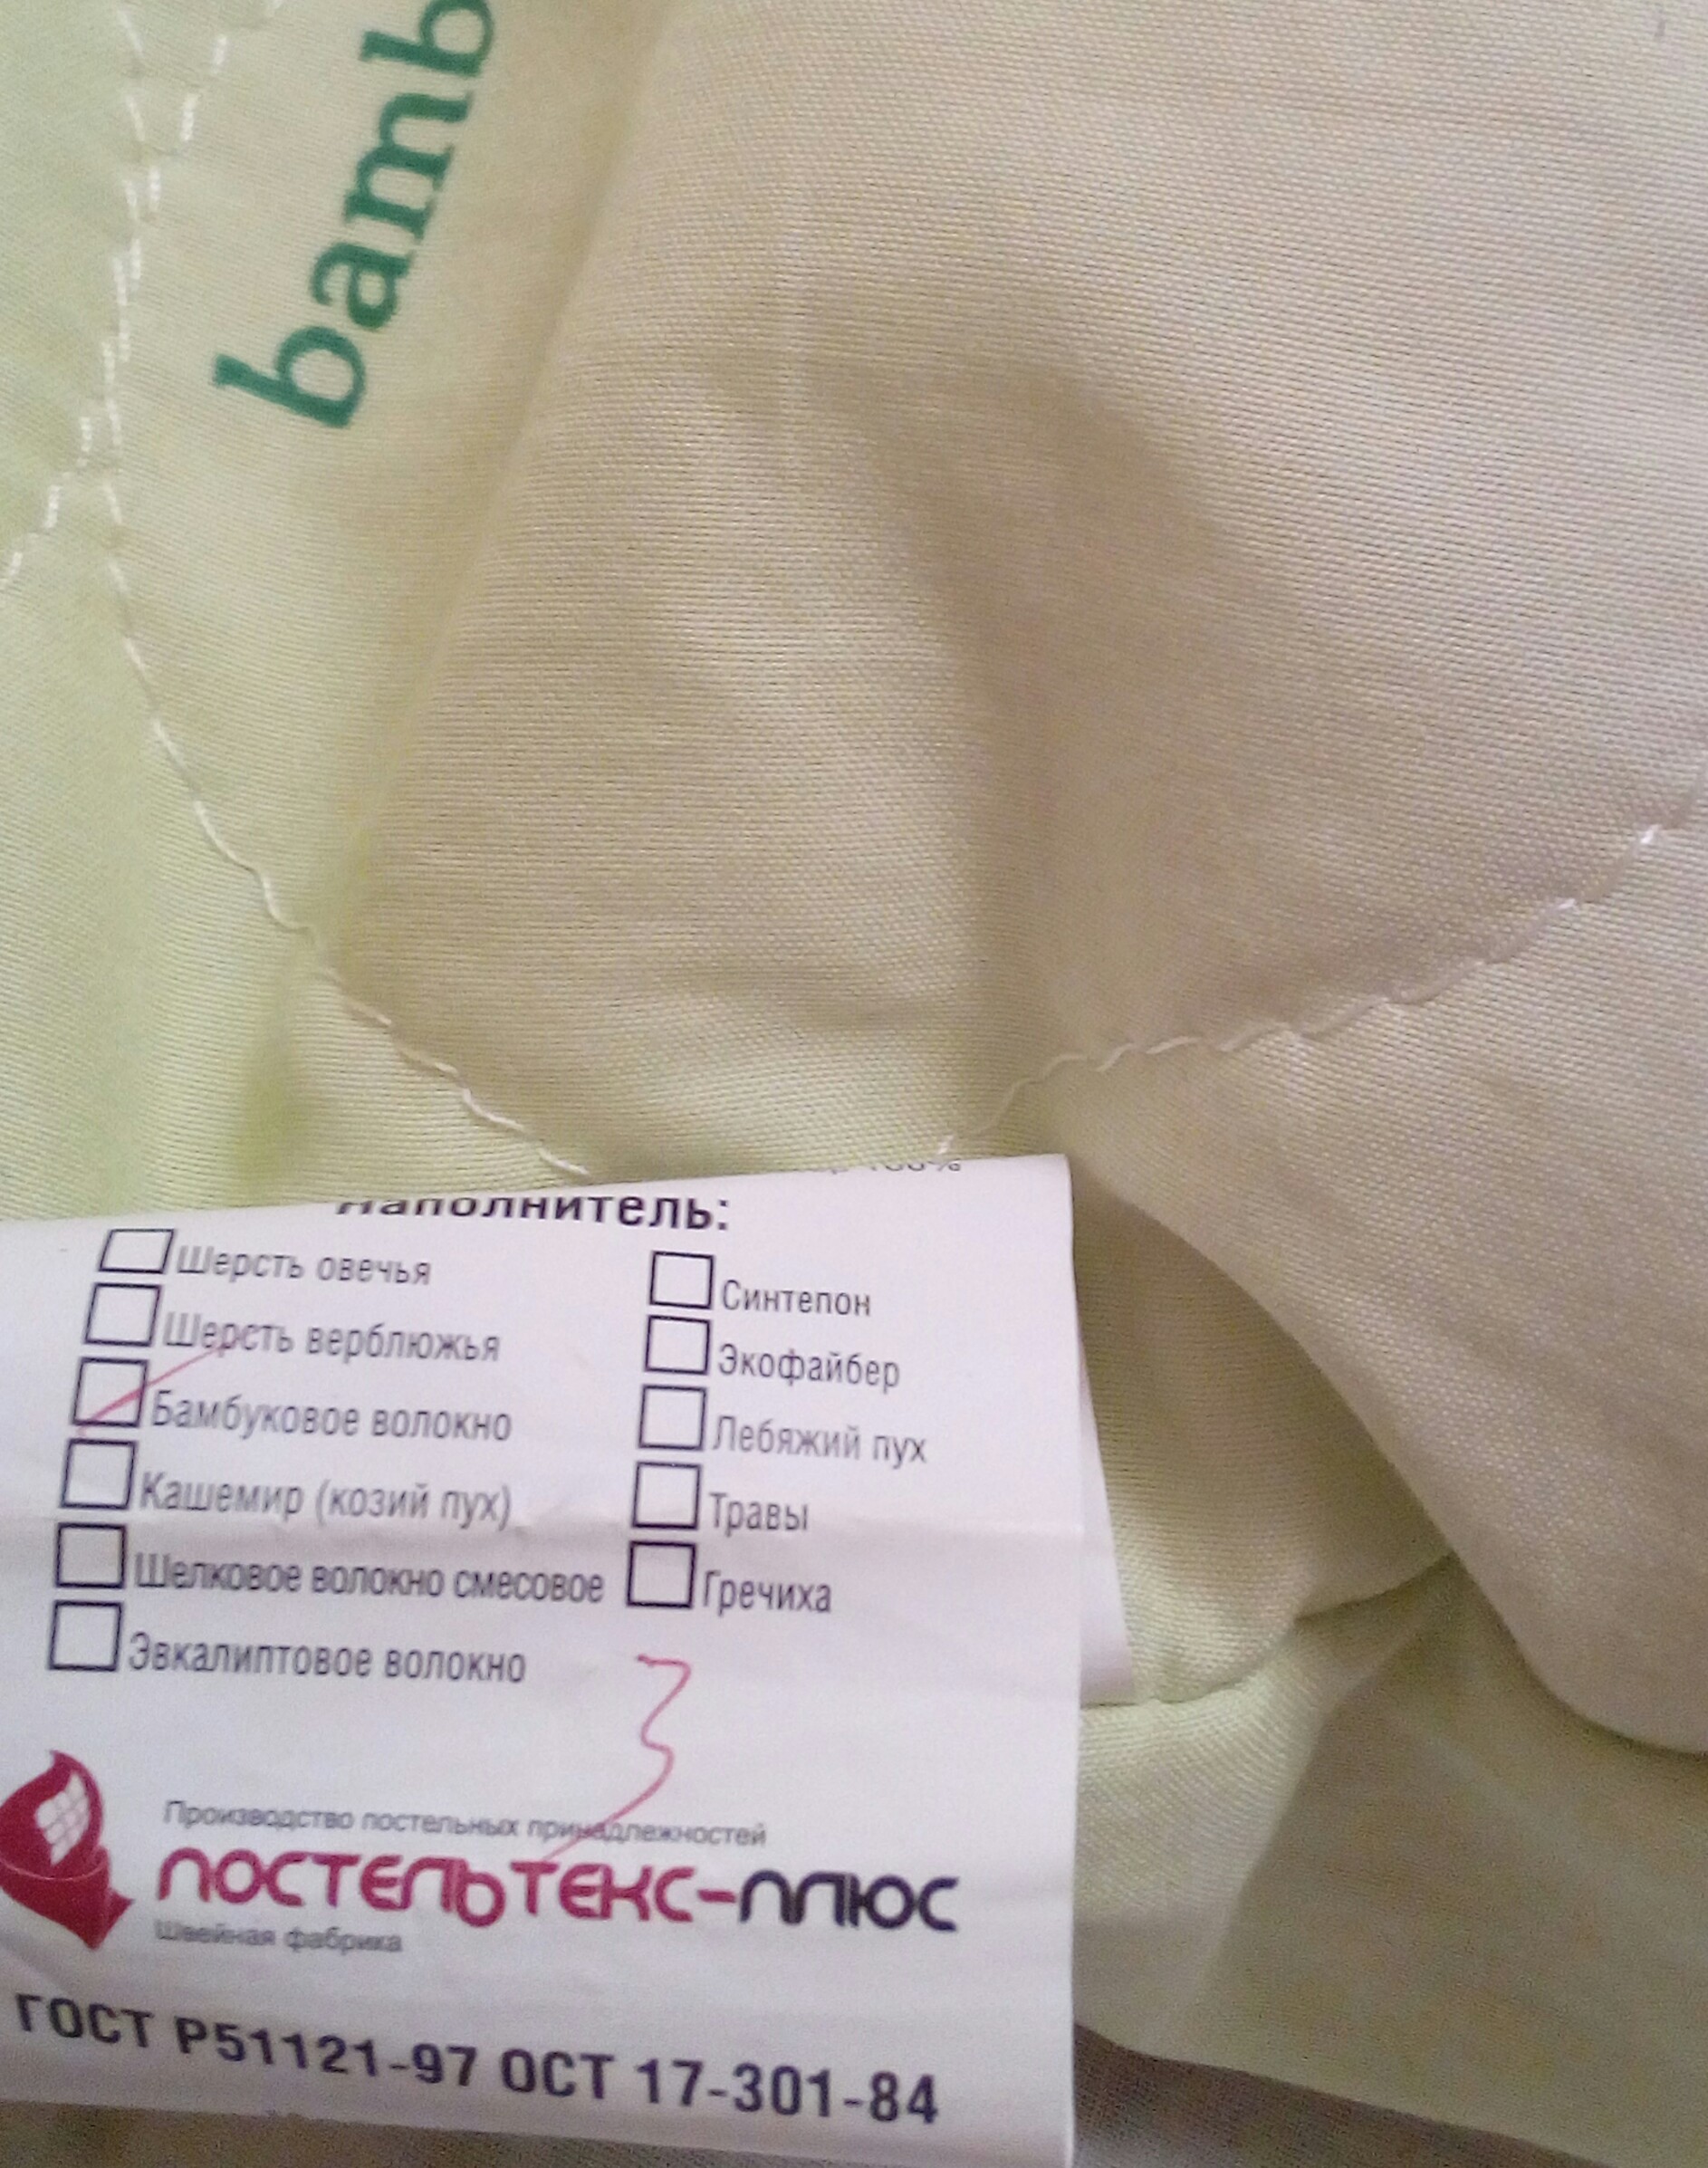 bamb
100%
Наполнитель:
Шерсть овечья
Шерсть верблюжья
Бамбуковое волокно
Кашемир (козий пух)
Шелковое волокно смесовое
Эвкалиптовое волокно
Синтепон
Экофайбер
Лебяжий пух
Травы
Гречиха
3
Производство постельных принадлежностей
ПОСТЕЛЬТЕКС-ПЛЮС
Швейная фабрика
ГОСТ Р51121-97 ОСТ 17-301-84